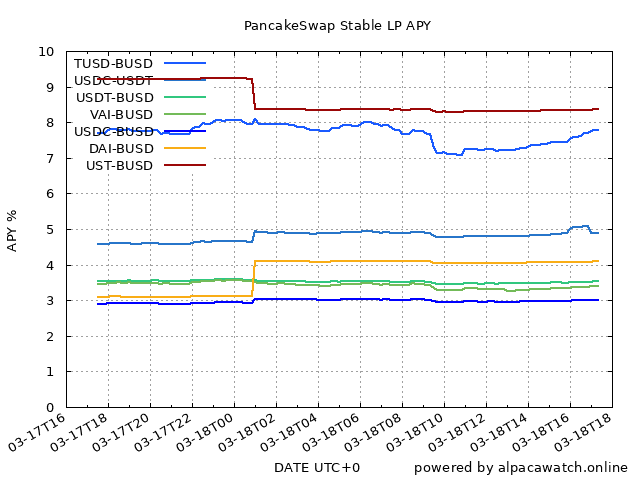 PancakeSwap Stable LP APY
TUSD-BUSD
USDC-USDT
USDT-BUSD
VAI-BUSD
USDC-BUSD
DAI-BUSD
UST-BUSD
APY %
10
9
8
7
6
5
4
3
2
1
0
03-17T16
03-17T18
03-17T20
03-17T22
03-18T00
03-18T02
03-18T04
03-18T06
03-18T08
03-18T10
03-18T12
03-18T14
03-18T16
03-18T18
DATE UTC+0
powered by alpacawatch.online